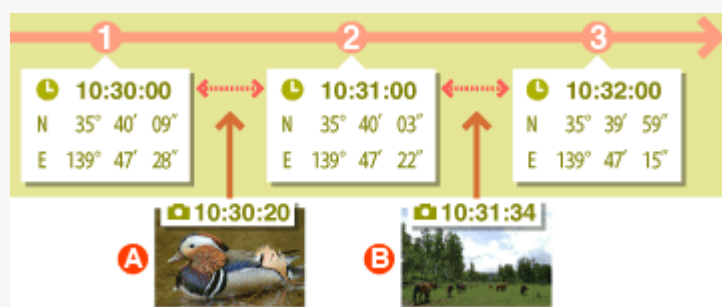 1 2 3
10:30:00 10:31:00 10:32:00
N 35° 40′ 09″ N 35° 40′ 03″ N 35° 39′ 59″
E 139° 47′ 28″ E 139° 47′ 22″ E 139° 47′ 15″
10:30:20 10:31:34
A B